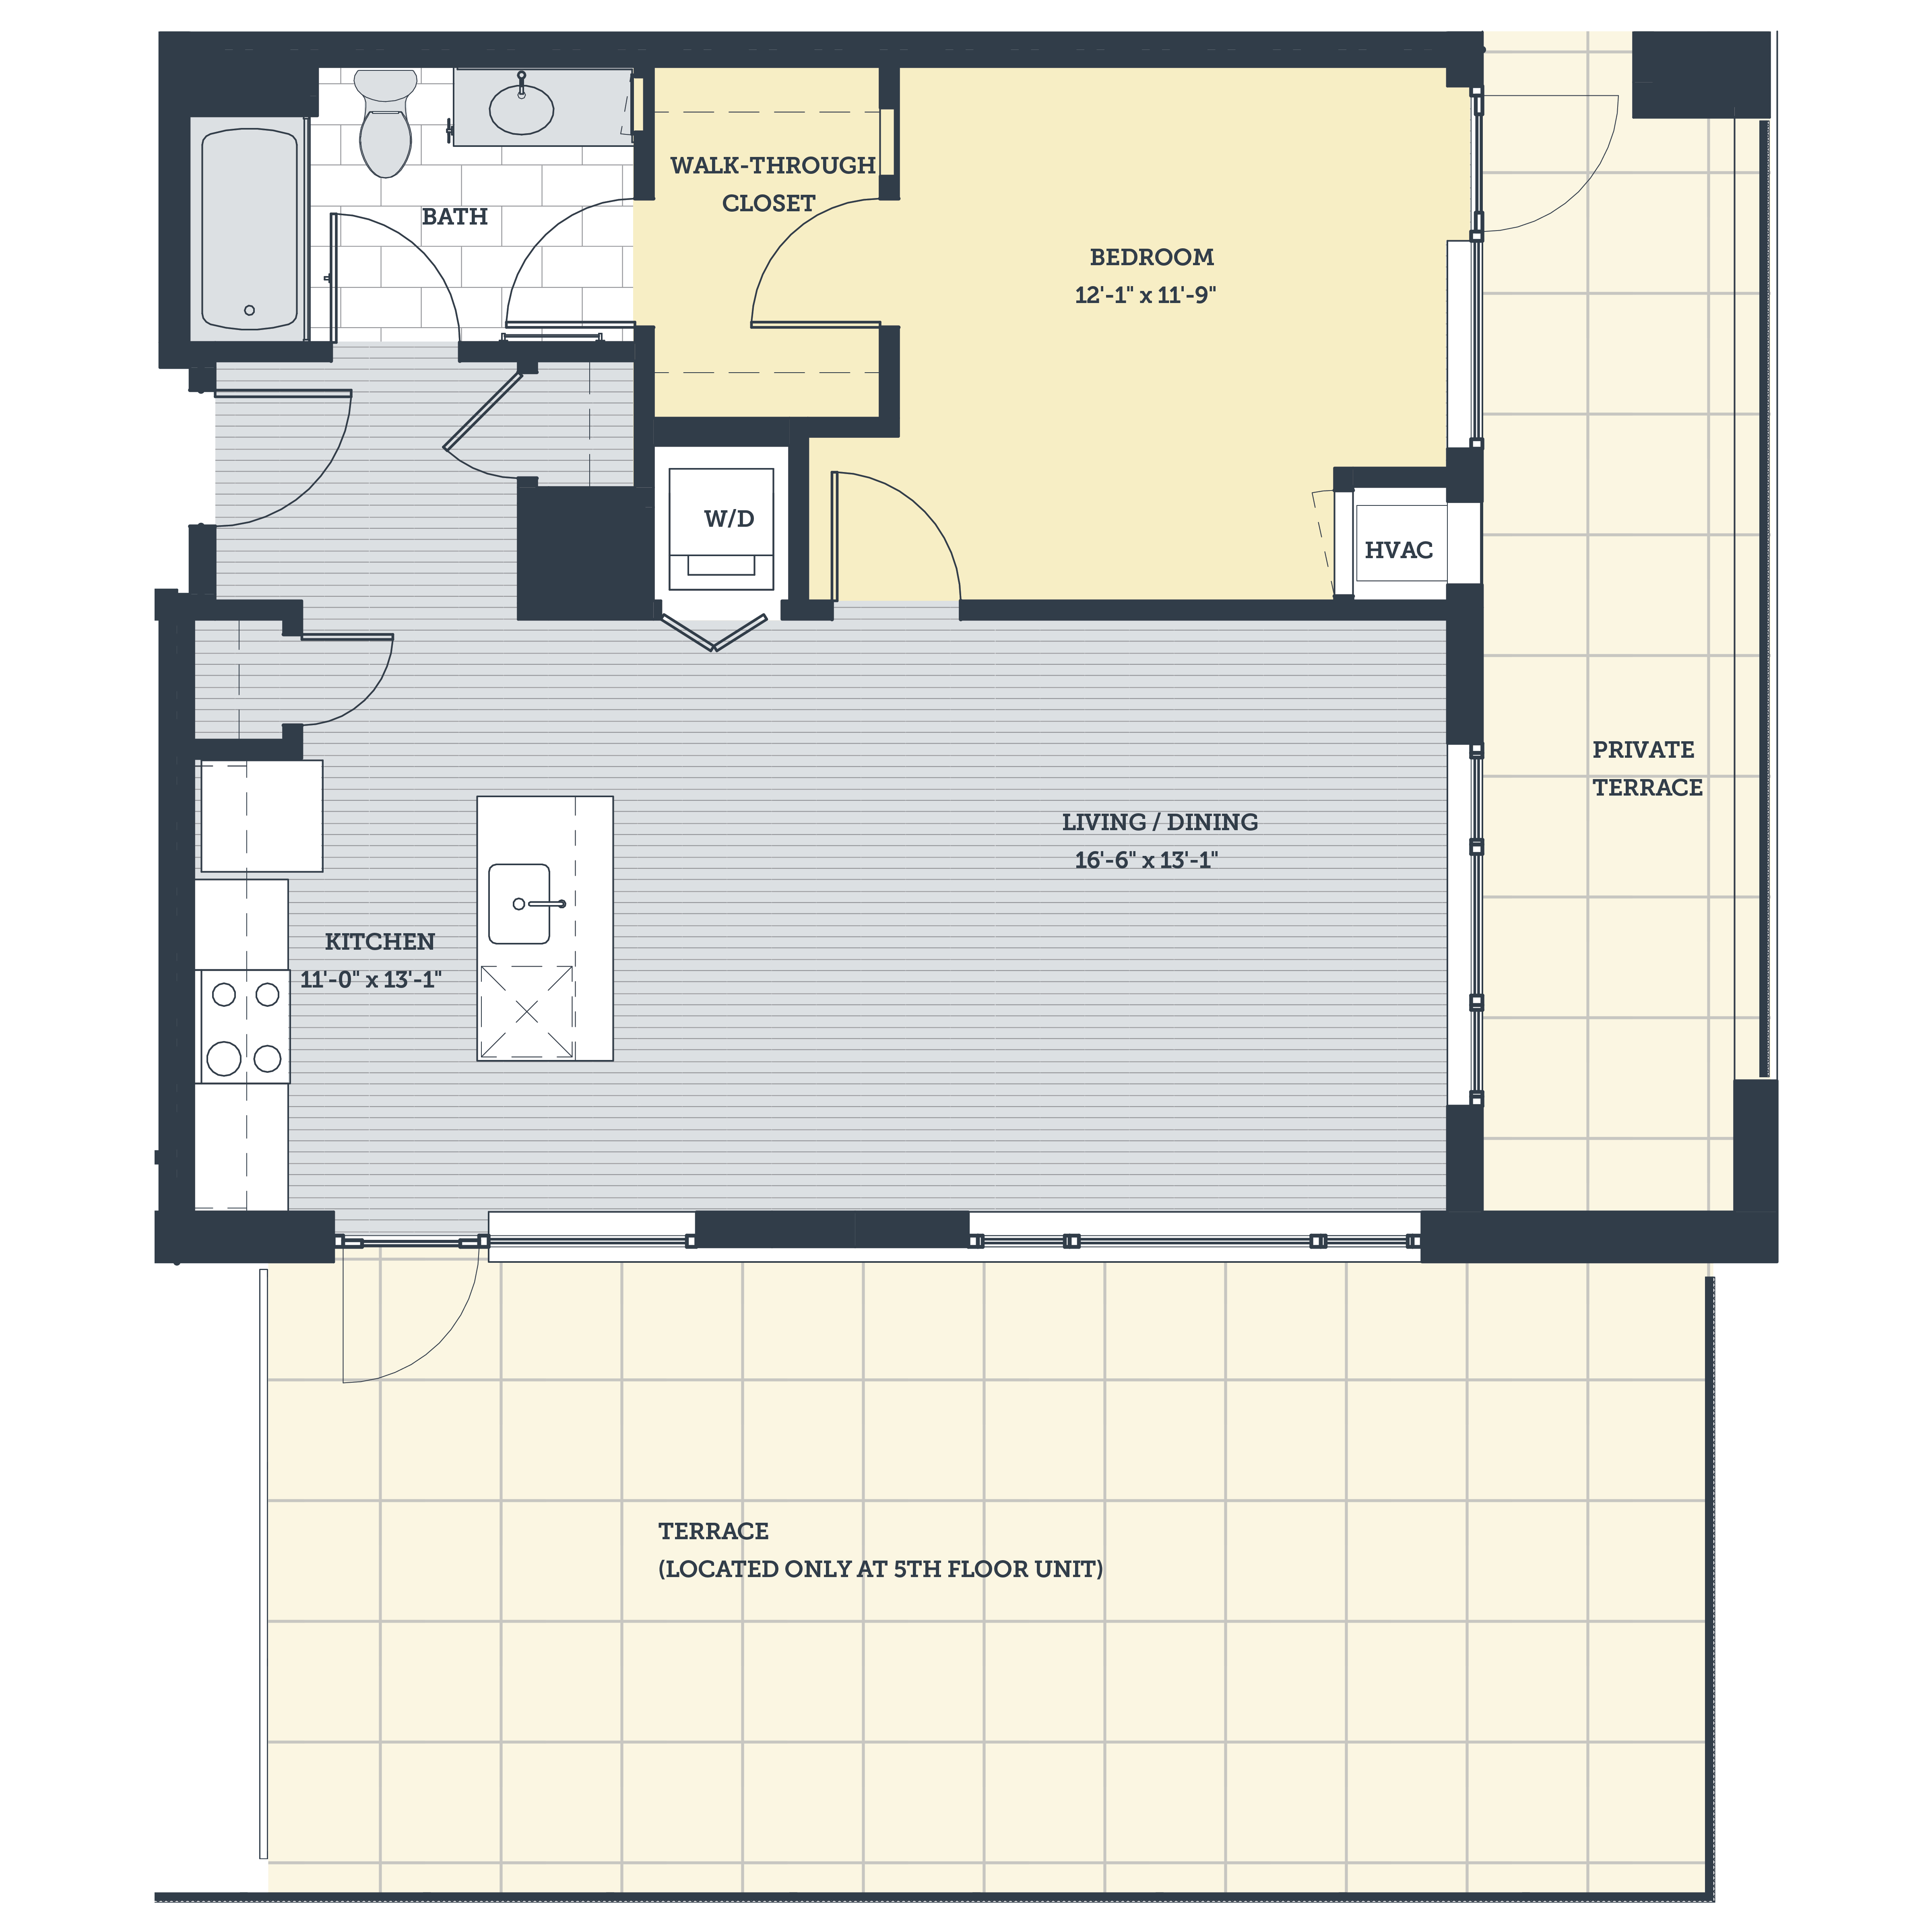 WALK-THROUGH
CLOSET
BATH
BEDROOM
12'-1" x 11'-9"
W/D
HVAC
PRIVATE
TERRACE
LIVING / DINING
16'-6" x 13'-1"
KITCHEN
11'-0" x 13'-1"
TERRACE
(LOCATED ONLY AT 5TH FLOOR UNIT)